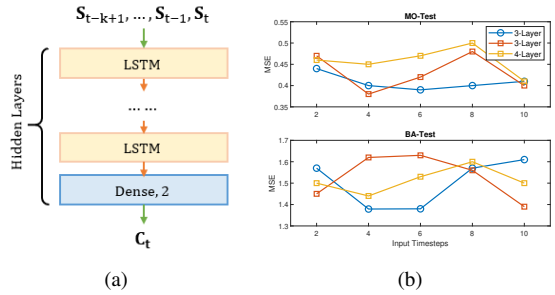 S_{t−k+1}, ..., S_{t−1}, S_t
Hidden Layers
LSTM
... ...
LSTM
Dense, 2
C_t
(a)
MO-Test
3-Layer
3-Layer
4-Layer
MSE
0.55
0.5
0.45
0.4
0.35
2 4 6 8 10
BA-Test
MSE
1.7
1.6
1.5
1.4
1.3
2 4 6 8 10
Input Timesteps
(b)